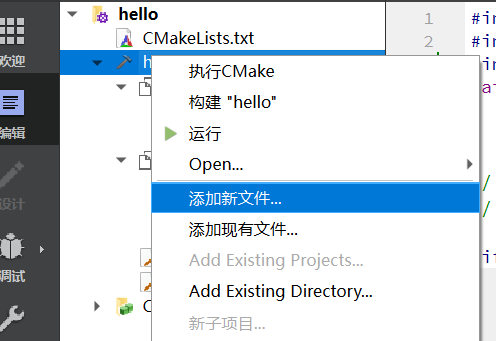 欢迎
编辑
设计
调试
hello
CMakeLists.txt
执行CMake
构建 "hello"
运行
Open...
添加新文件...
添加现有文件...
Add Existing Projects...
Add Existing Directory...
新子项目...
1
2
#in
#in